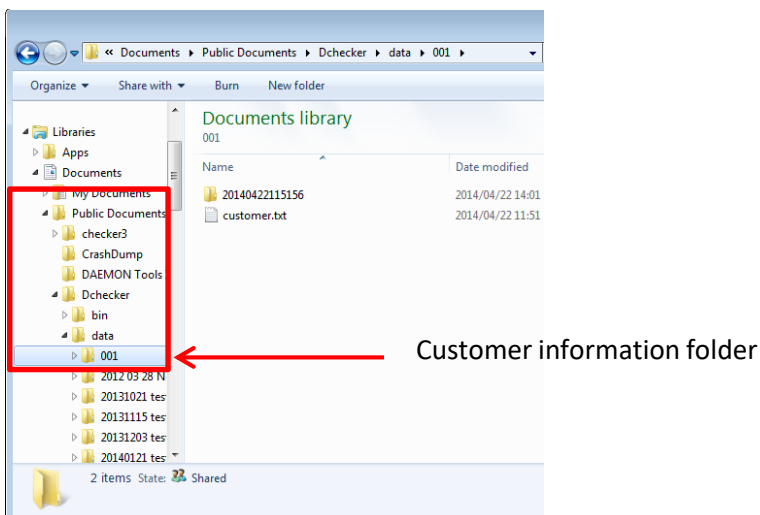 « Documents ▸ Public Documents ▸ Dchecker ▸ data ▸ 001 ▸
Organize ▾ Share with ▾ Burn New folder
Libraries
Apps
Documents
My Documents
Public Documents
checker3
CrashDump
DAEMON Tools
Dchecker
bin
data
001
2012 03 28 N
20131021 tes
20131115 tes
20131203 tes
20140121 tes
Documents library
001
Name Date modified
20140422115156 2014/04/22 14:01
customer.txt 2014/04/22 11:51
Customer information folder
2 items State: Shared